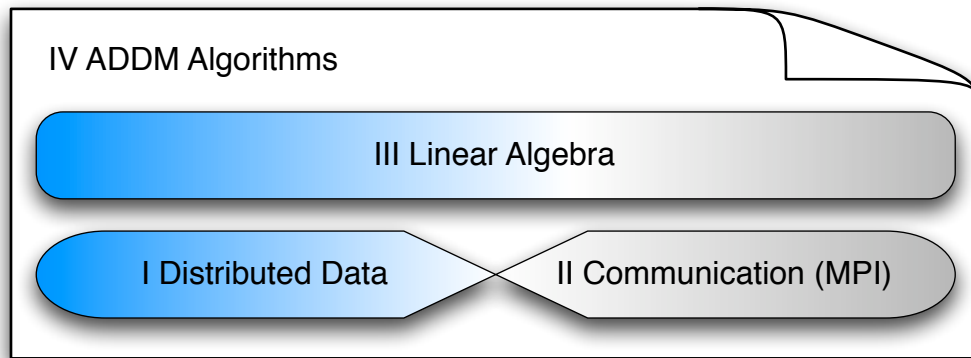 IV ADDM Algorithms
III Linear Algebra
I Distributed Data
II Communication (MPI)